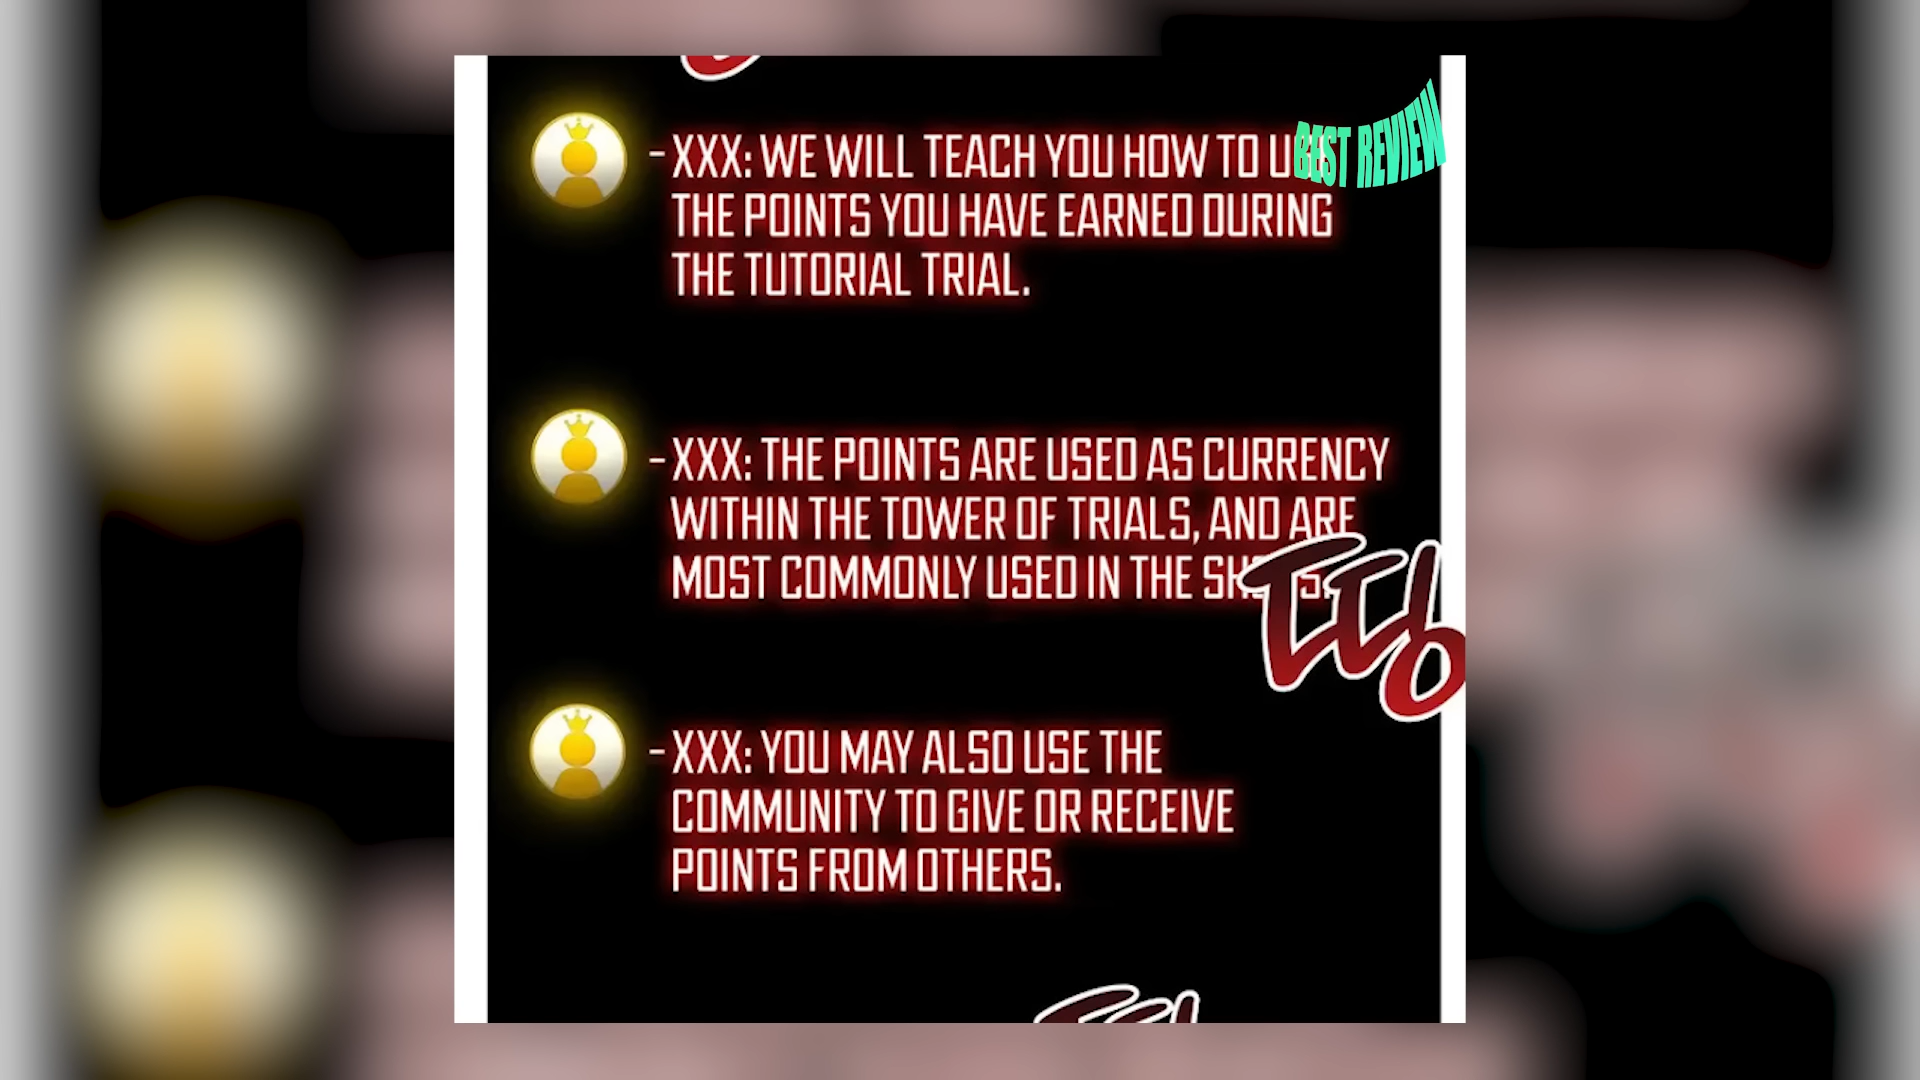 BEST REVIEW
-XXX: WE WILL TEACH YOU HOW TO
THE POINTS YOU HAVE EARNED DURING
THE TUTORIAL TRIAL.
-XXX: THE POINTS ARE USED AS CURRENCY
WITHIN THE TOWER OF TRIALS, AND ARE
MOST COMMONLY USED IN THE
-XXX: YOU MAY ALSO USE THE
COMMUNITY TO GIVE OR RECEIVE
POINTS FROM OTHERS.